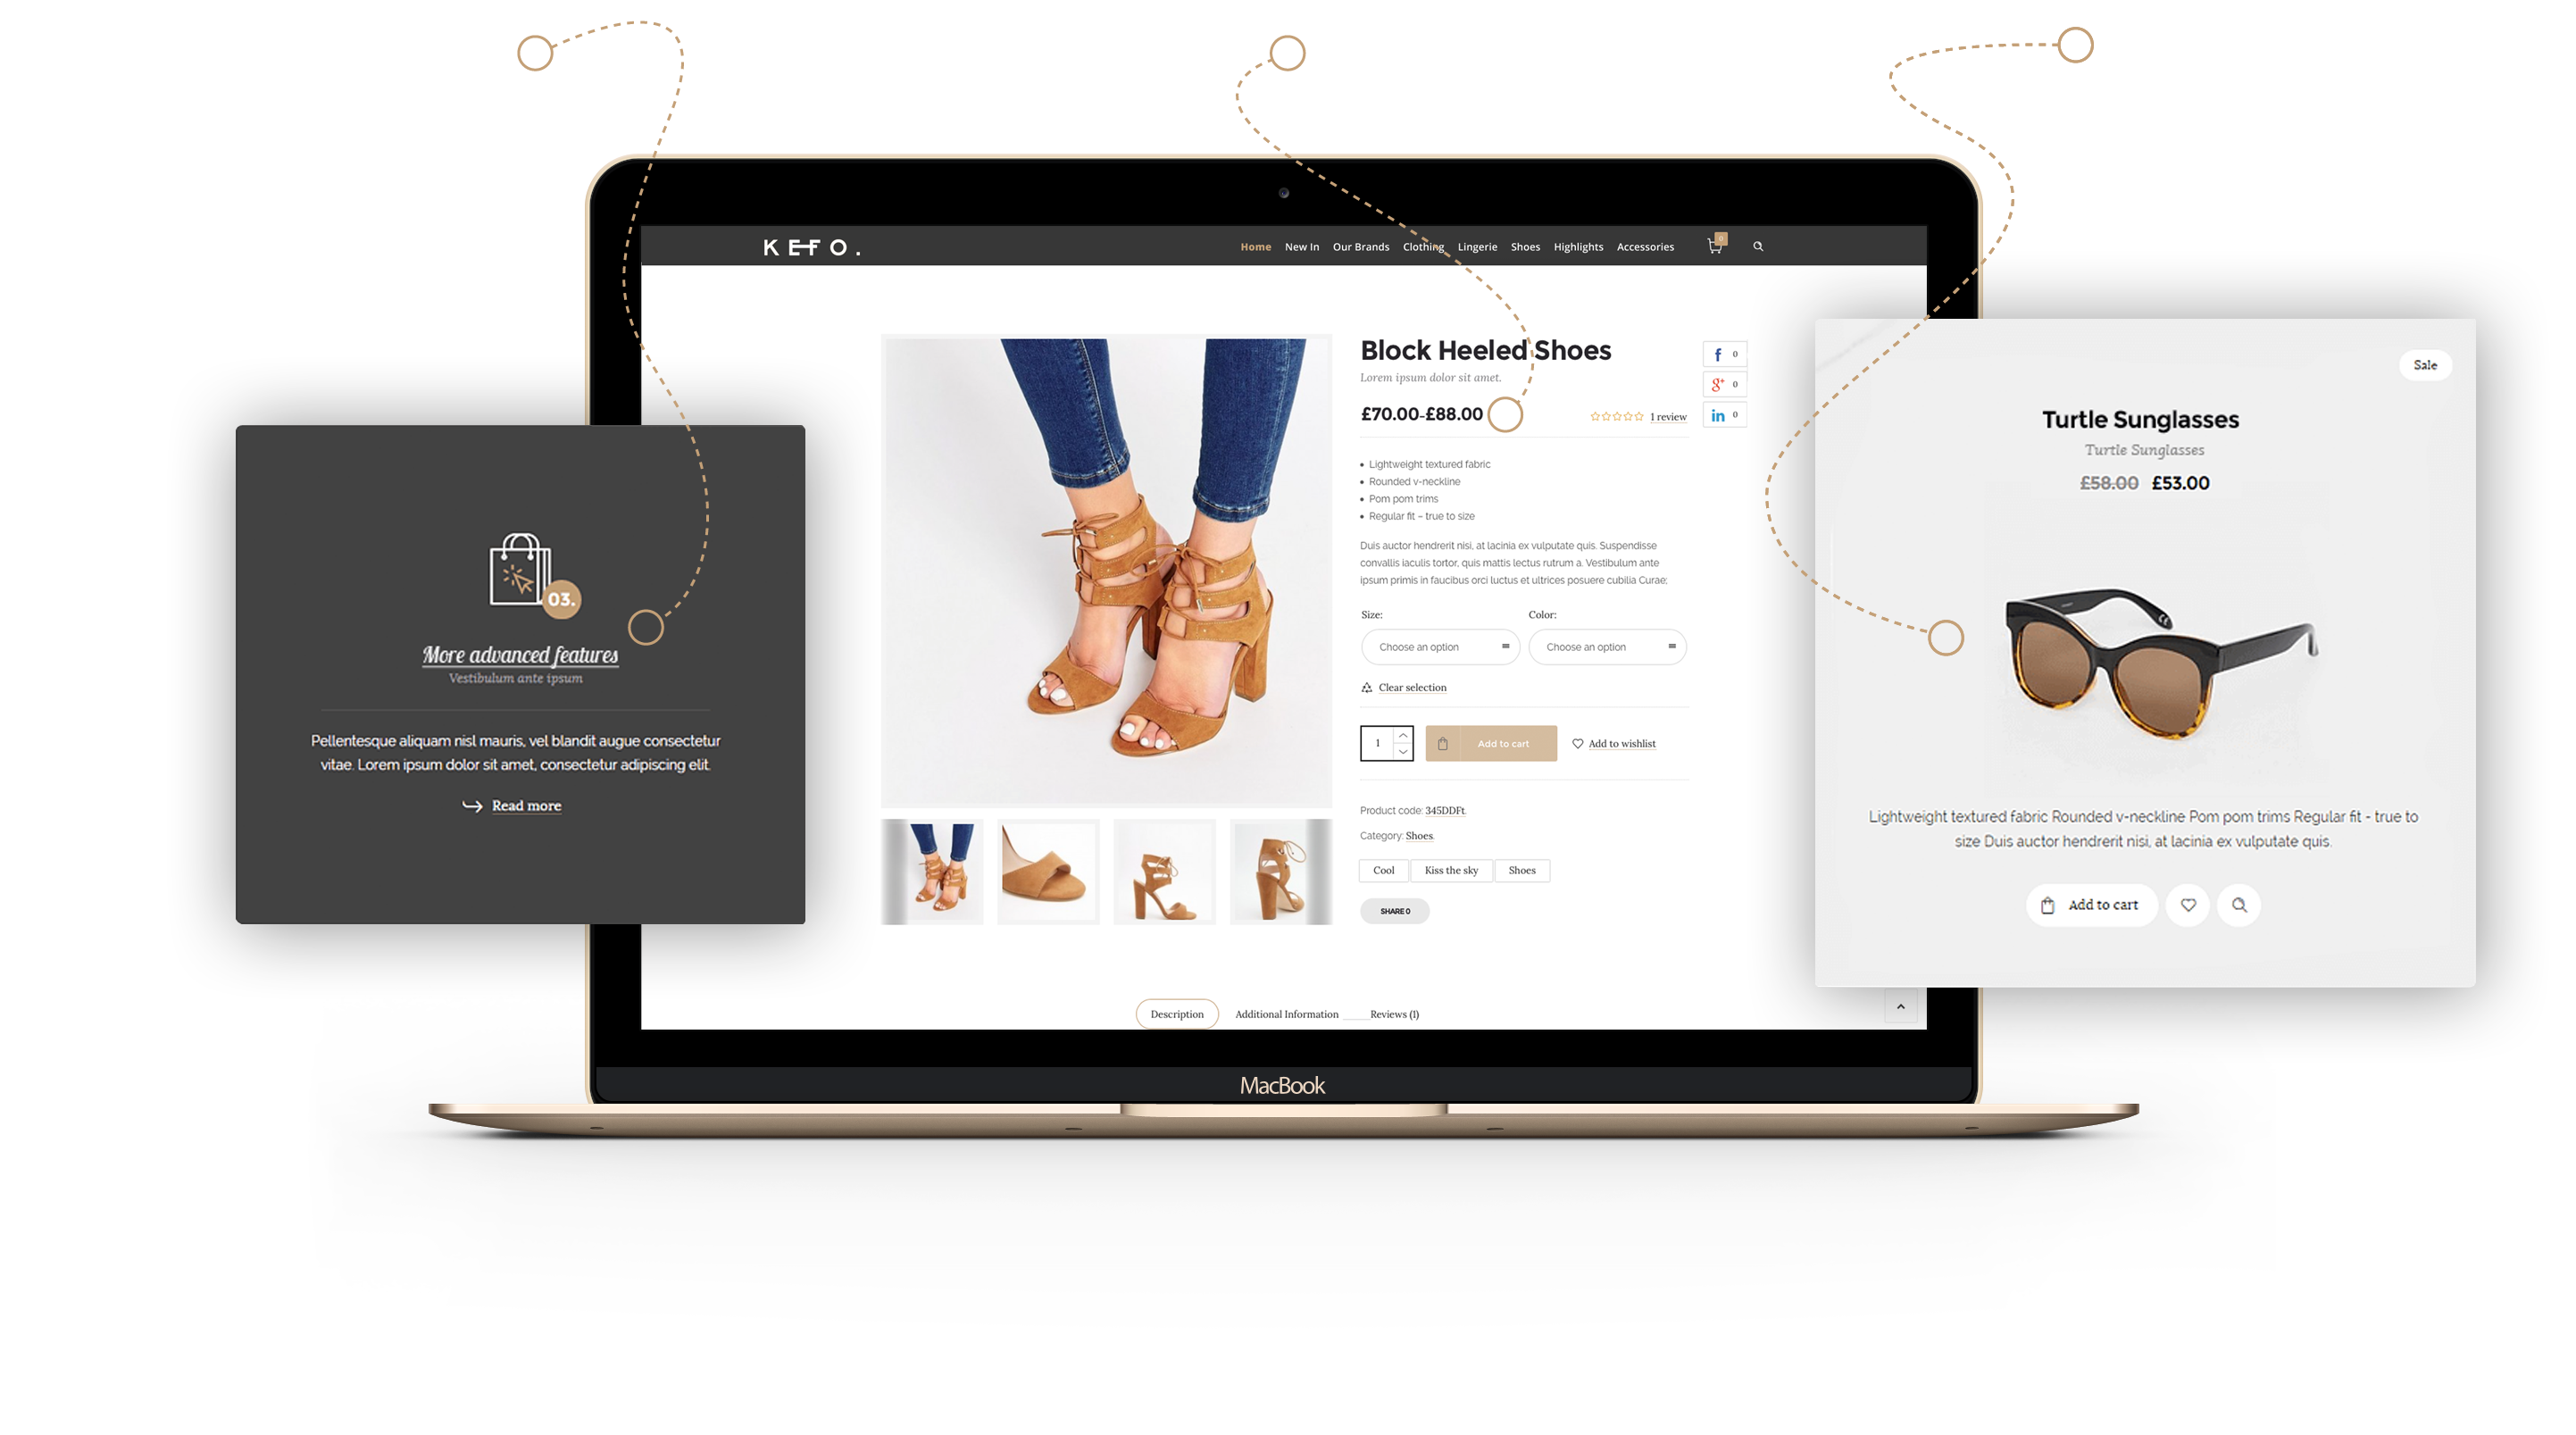 KEFO.
Home New In Our Brands Clothing Lingerie Shoes Highlights Accessories
0
Block Heeled Shoes
Lorem ipsum dolor sit amet.
£70.00-£88.00
1 review
f 0
g+ 0
in 0
Lightweight textured fabric
Rounded v-neckline
Pom pom trims
Regular fit – true to size
Duis auctor hendrerit nisi, at lacinia ex vulputate quis. Suspendisse
convallis iaculis tortor, quis mattis lectus rutrum a. Vestibulum ante
ipsum primis in faucibus orci luctus et ultrices posuere cubilia Curae;
Size: Color:
Choose an option Choose an option
Clear selection
1 Add to cart Add to wishlist
Product code: 345DDFt.
Category: Shoes.
Cool Kiss the sky Shoes
SHARE 0
Description Additional Information Reviews (1)
MacBook
03.
More advanced features
Vestibulum ante ipsum
Pellentesque aliquam nisl mauris, vel blandit augue consectetur
vitae. Lorem ipsum dolor sit amet, consectetur adipiscing elit.
Read more
Sale
Turtle Sunglasses
Turtle Sunglasses
£58.00 £53.00
Lightweight textured fabric Rounded v-neckline Pom pom trims Regular fit - true to
size Duis auctor hendrerit nisi, at lacinia ex vulputate quis.
Add to cart